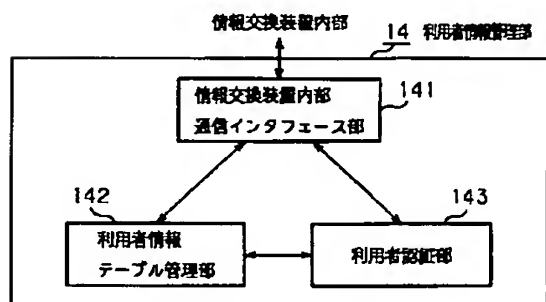 情報交換装置内部
14 利用者情報管理部
情報交換装置内部
通信インタフェース部
141
142
143
利用者情報
テーブル管理部
利用者認証部